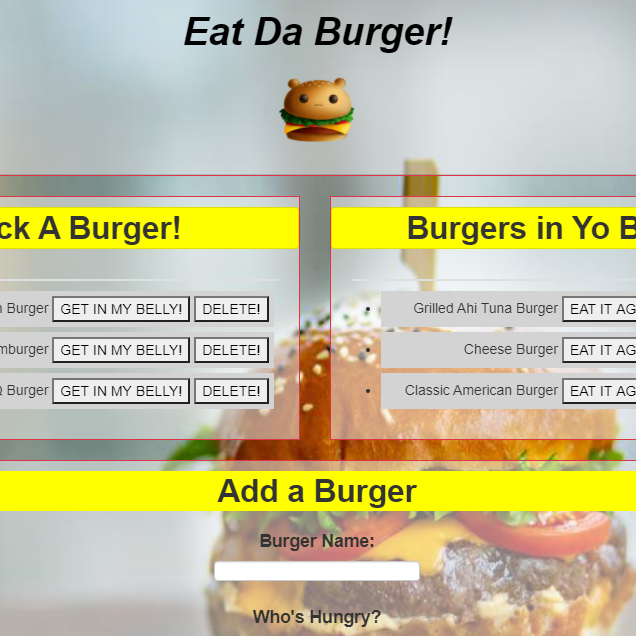 Eat Da Burger!
ck A Burger!
Burger GET IN MY BELLY! DELETE!
mburger GET IN MY BELLY! DELETE!
Burger GET IN MY BELLY! DELETE!
Burgers in Yo B
Grilled Ahi Tuna Burger EAT IT AG
Cheese Burger EAT IT AG
Classic American Burger EAT IT AG
Add a Burger
Burger Name:
Who's Hungry?